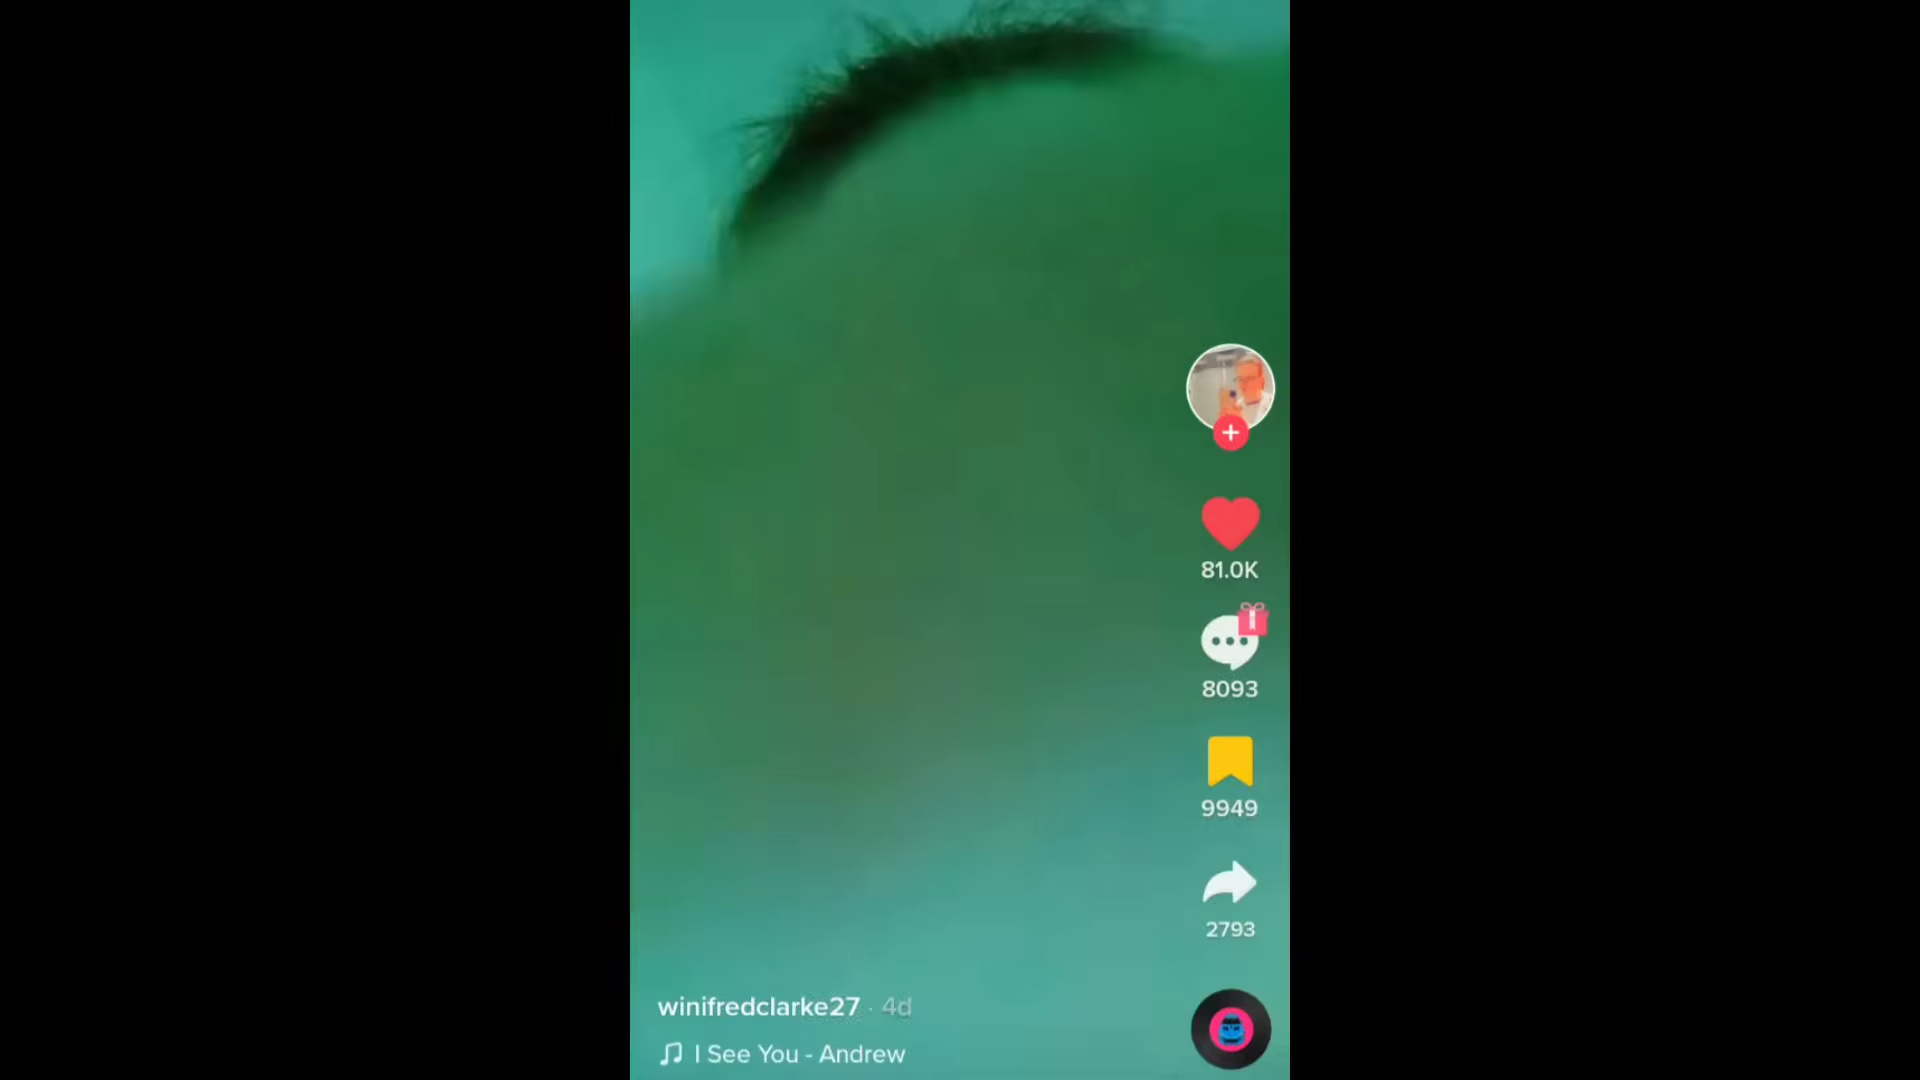 81.0K
8093
9949
2793
winifredclarke27 · 4d
I See You - Andrew